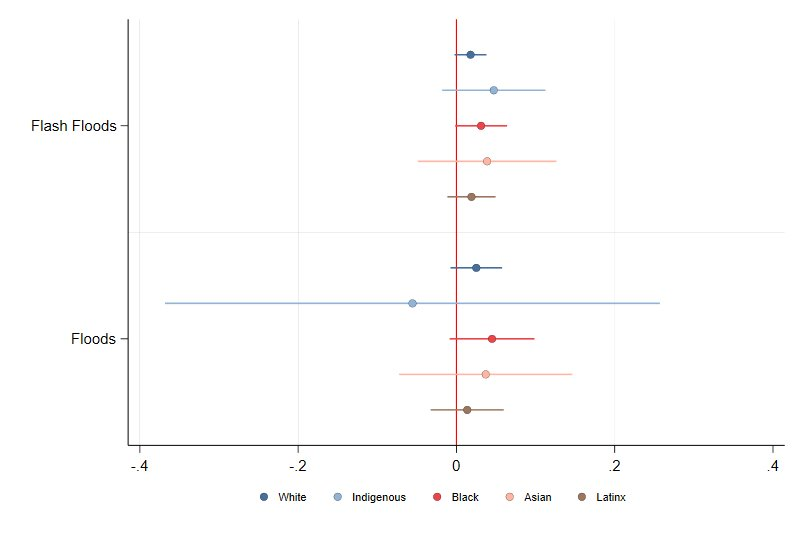 Flash Floods
Floods
-.4 -.2 0 .2 .4
White Indigenous Black Asian Latinx